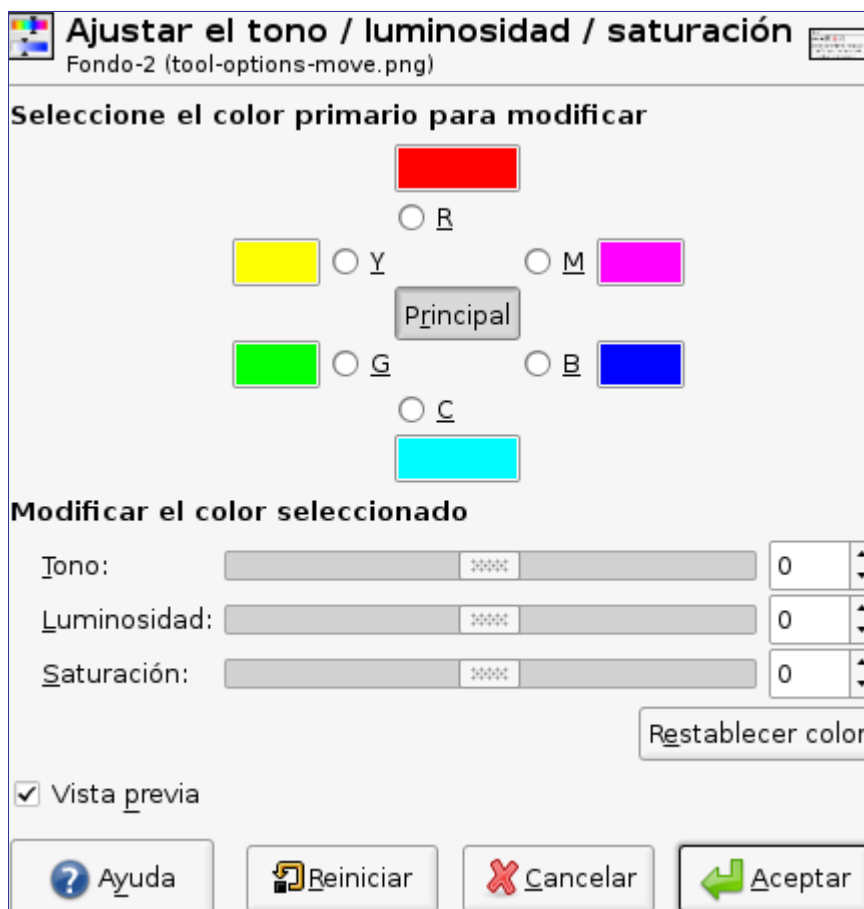 Ajustar el tono / luminosidad / saturación
Fondo-2 (tool-options-move.png)
Seleccione el color primario para modificar
R
Y M
Principal
G B
C
Modificar el color seleccionado
Tono: 0
Luminosidad: 0
Saturación: 0
Restablecer color
Vista previa
Ayuda Reiniciar Cancelar Aceptar